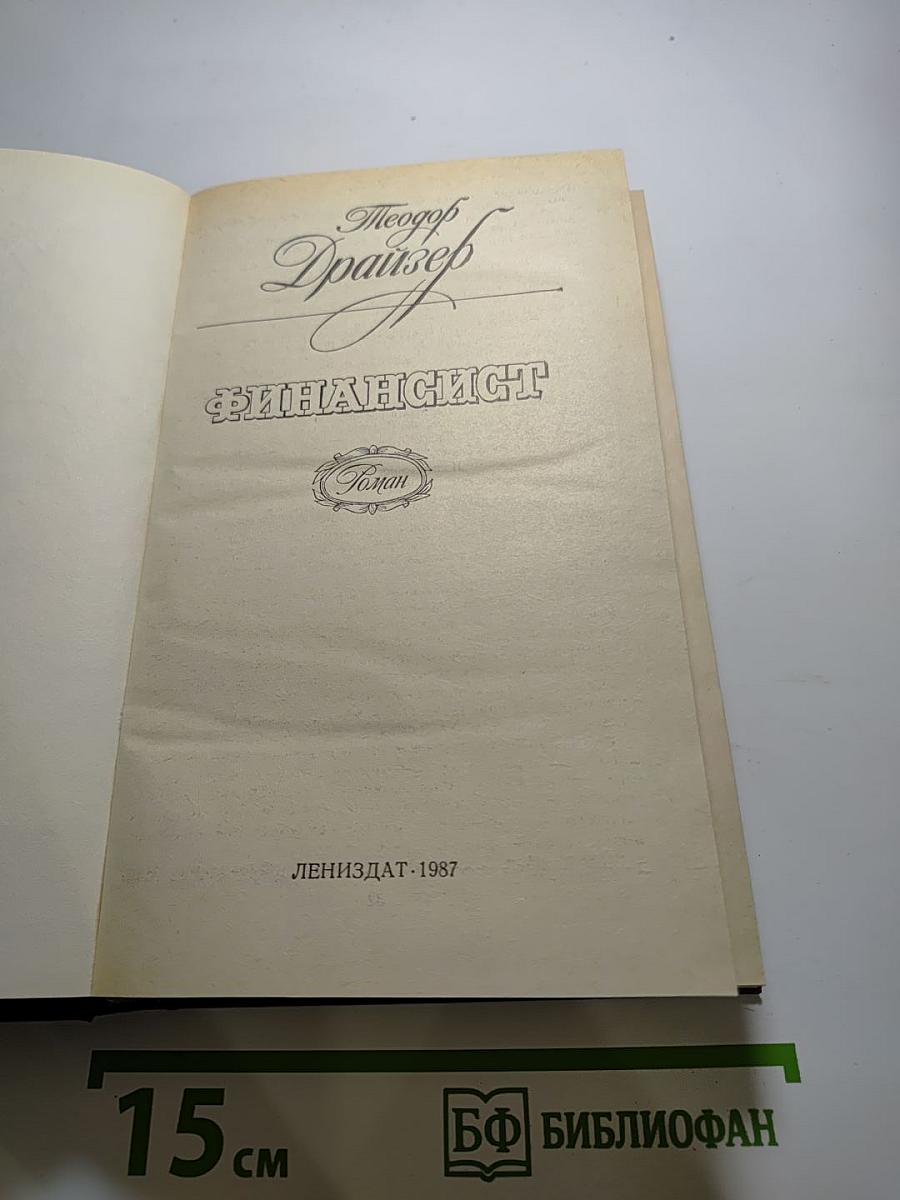 Теодор
Драйзер
ФИНАНСИСТ
Роман
ЛЕНИЗДАТ·1987
15 см
БФ БИБЛИОФАН